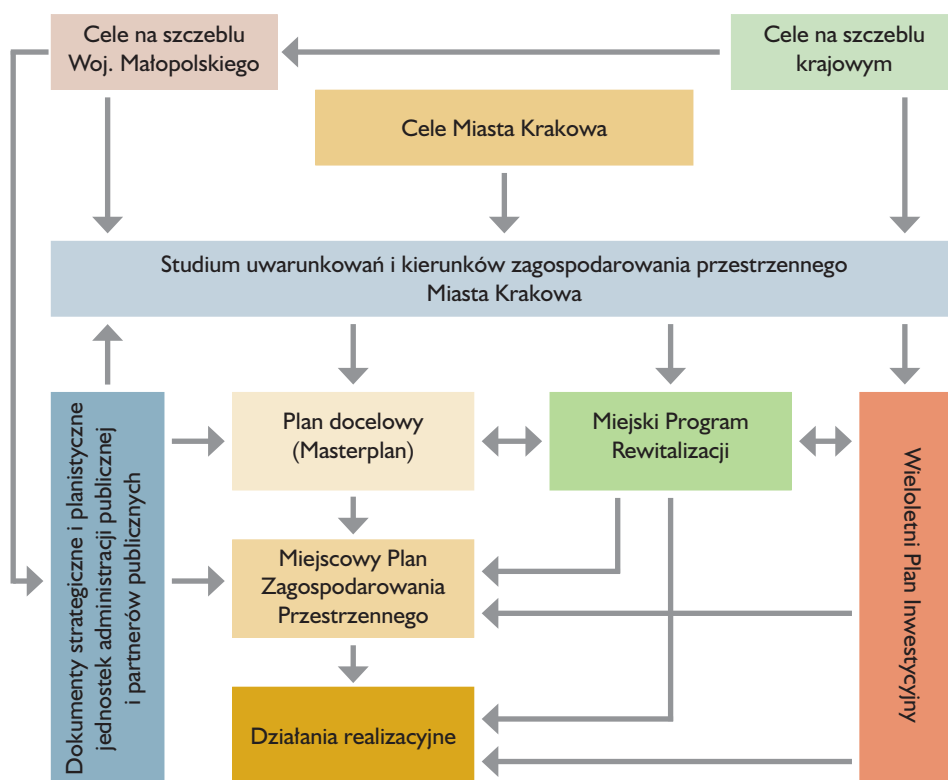 Cele na szczeblu
Woj. Małopolskiego
Cele na szczeblu
krajowym
Cele Miasta Krakowa
Studium uwarunkowań i kierunków zagospodarowania przestrzennego
Miasta Krakowa
Dokumenty strategiczne i planistyczne
jednostek administracji publicznej
i partnerów publicznych
Plan docelowy
(Masterplan)
Miejski Program
Rewitalizacji
Wieloletni Plan Inwestycyjny
Miejscowy Plan
Zagospodarowania
Przestrzennego
Działania realizacyjne